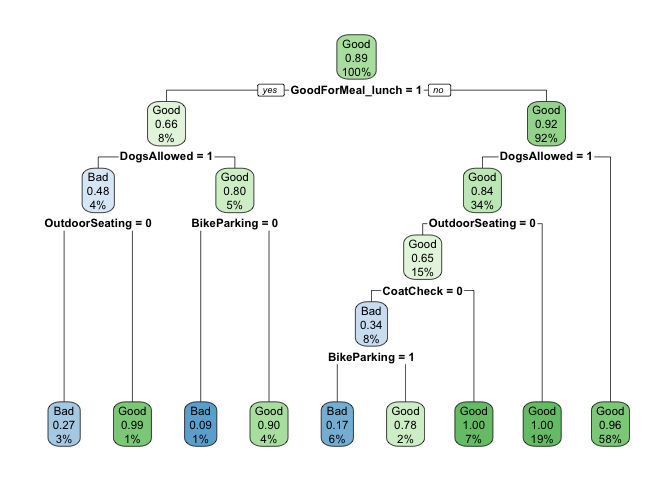 Good
0.89
100%
yes GoodForMeal_lunch = 1 no
Good
0.66
8%
Good
0.92
92%
DogsAllowed = 1
DogsAllowed = 1
Bad
0.48
4%
Good
0.80
5%
Good
0.84
34%
OutdoorSeating = 0
BikeParking = 0
OutdoorSeating = 0
Good
0.65
15%
CoatCheck = 0
Bad
0.34
8%
BikeParking = 1
Bad
0.27
3%
Good
0.99
1%
Bad
0.09
1%
Good
0.90
4%
Bad
0.17
6%
Good
0.78
2%
Good
1.00
7%
Good
1.00
19%
Good
0.96
58%